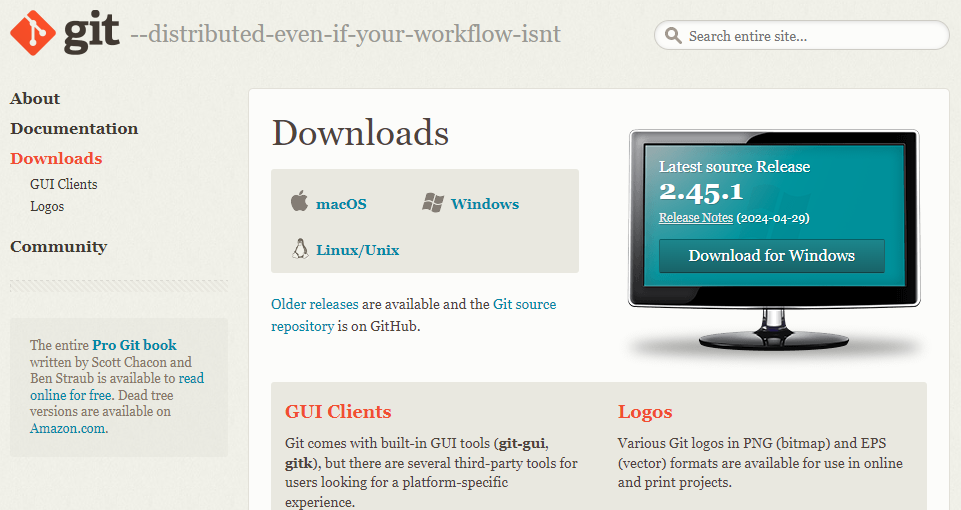 git --distributed-even-if-your-workflow-isnt
Search entire site...
About
Documentation
Downloads
GUI Clients
Logos
Community
The entire Pro Git book
written by Scott Chacon and
Ben Straub is available to read
online for free. Dead tree
versions are available on
Amazon.com.
Downloads
macOS
Windows
Linux/Unix
Older releases are available and the Git source
repository is on GitHub.
Latest source Release
2.45.1
Release Notes (2024-04-29)
Download for Windows
GUI Clients
Git comes with built-in GUI tools (git-gui,
gitk), but there are several third-party tools for
users looking for a platform-specific
experience.
Logos
Various Git logos in PNG (bitmap) and EPS
(vector) formats are available for use in online
and print projects.